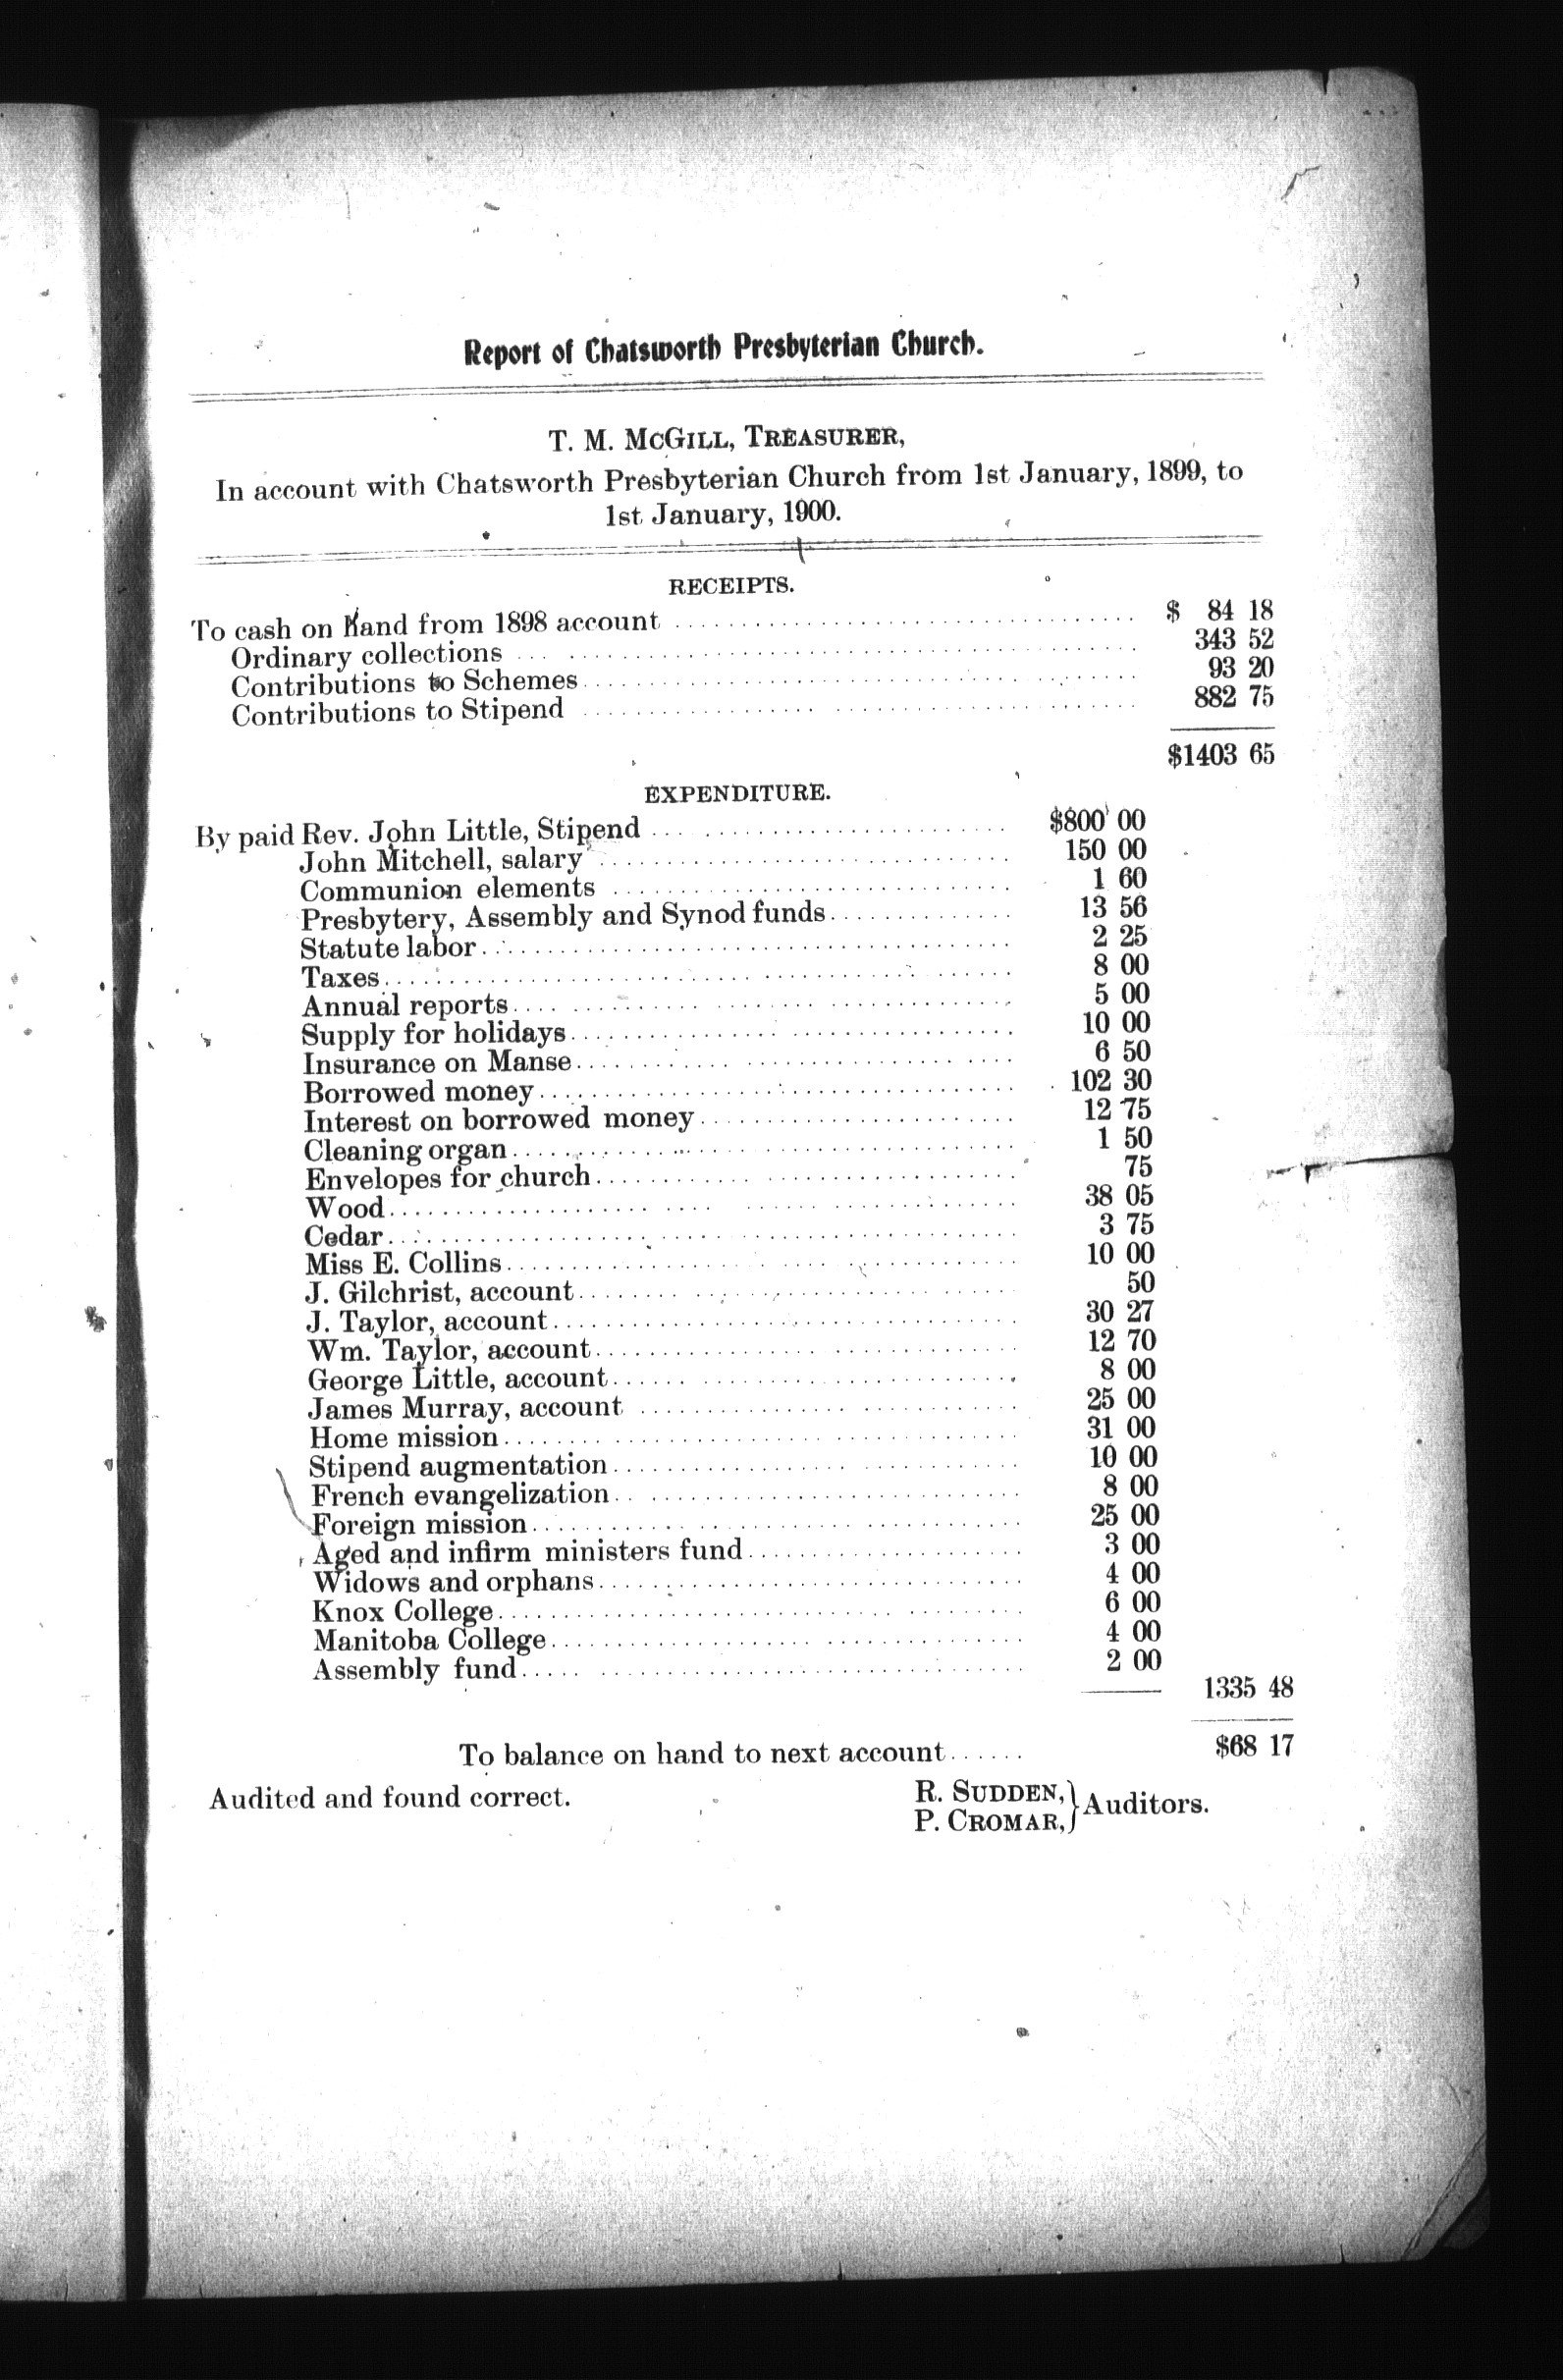 Report of Chatsworth Presbyterian Church.
T. M. McGill, Treasurer,
In account with Chatsworth Presbyterian Church from 1st January, 1899, to
1st January, 1900.
RECEIPTS.
To cash on hand from 1898 account $ 84 18
Ordinary collections 343 52
Contributions to Schemes 93 20
Contributions to Stipend 882 75
$1403 65
EXPENDITURE.
By paid Rev. John Little, Stipend $800 00
John Mitchell, salary 150 00
Communion elements 1 60
Presbytery, Assembly and Synod funds 13 56
Statute labor 2 25
Taxes 8 00
Annual reports 5 00
Supply for holidays 10 00
Insurance on Manse 6 50
Borrowed money 102 30
Interest on borrowed money 12 75
Cleaning organ 1 50
Envelopes for church 75
Wood 38 05
Cedar 3 75
Miss E. Collins 10 00
J. Gilchrist, account 50
J. Taylor, account 30 27
Wm. Taylor, account 12 70
George Little, account 8 00
James Murray, account 25 00
Home mission 31 00
Stipend augmentation 10 00
French evangelization 8 00
Foreign mission 25 00
Aged and infirm ministers fund 3 00
Widows and orphans 4 00
Knox College 6 00
Manitoba College 4 00
Assembly fund 2 00
1335 48
To balance on hand to next account $68 17
Audited and found correct.
R. Sudden,
P. Cromar, } Auditors.